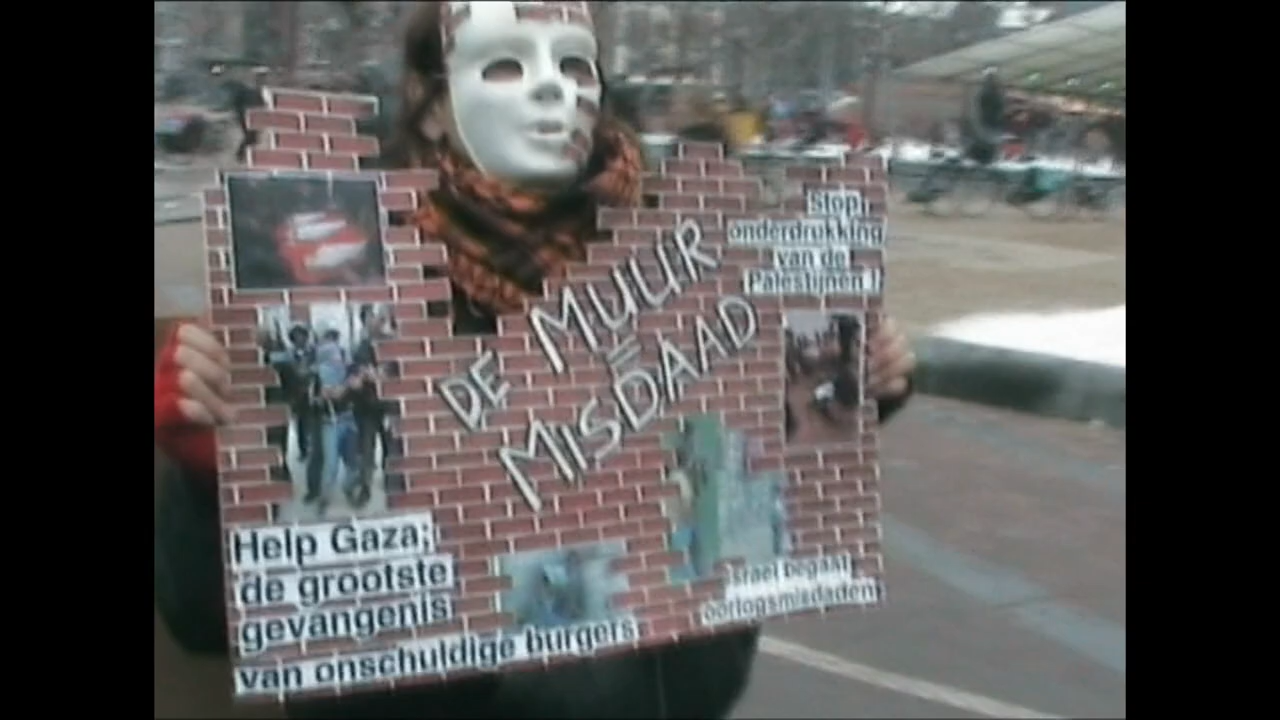 Stop
onderdrukking
van de
Palestijnen !
DE MUUR
=
MISDAAD
Help Gaza;
de grootste
gevangenis
van onschuldige burgers
Israel begaat
oorlogsmisdaden